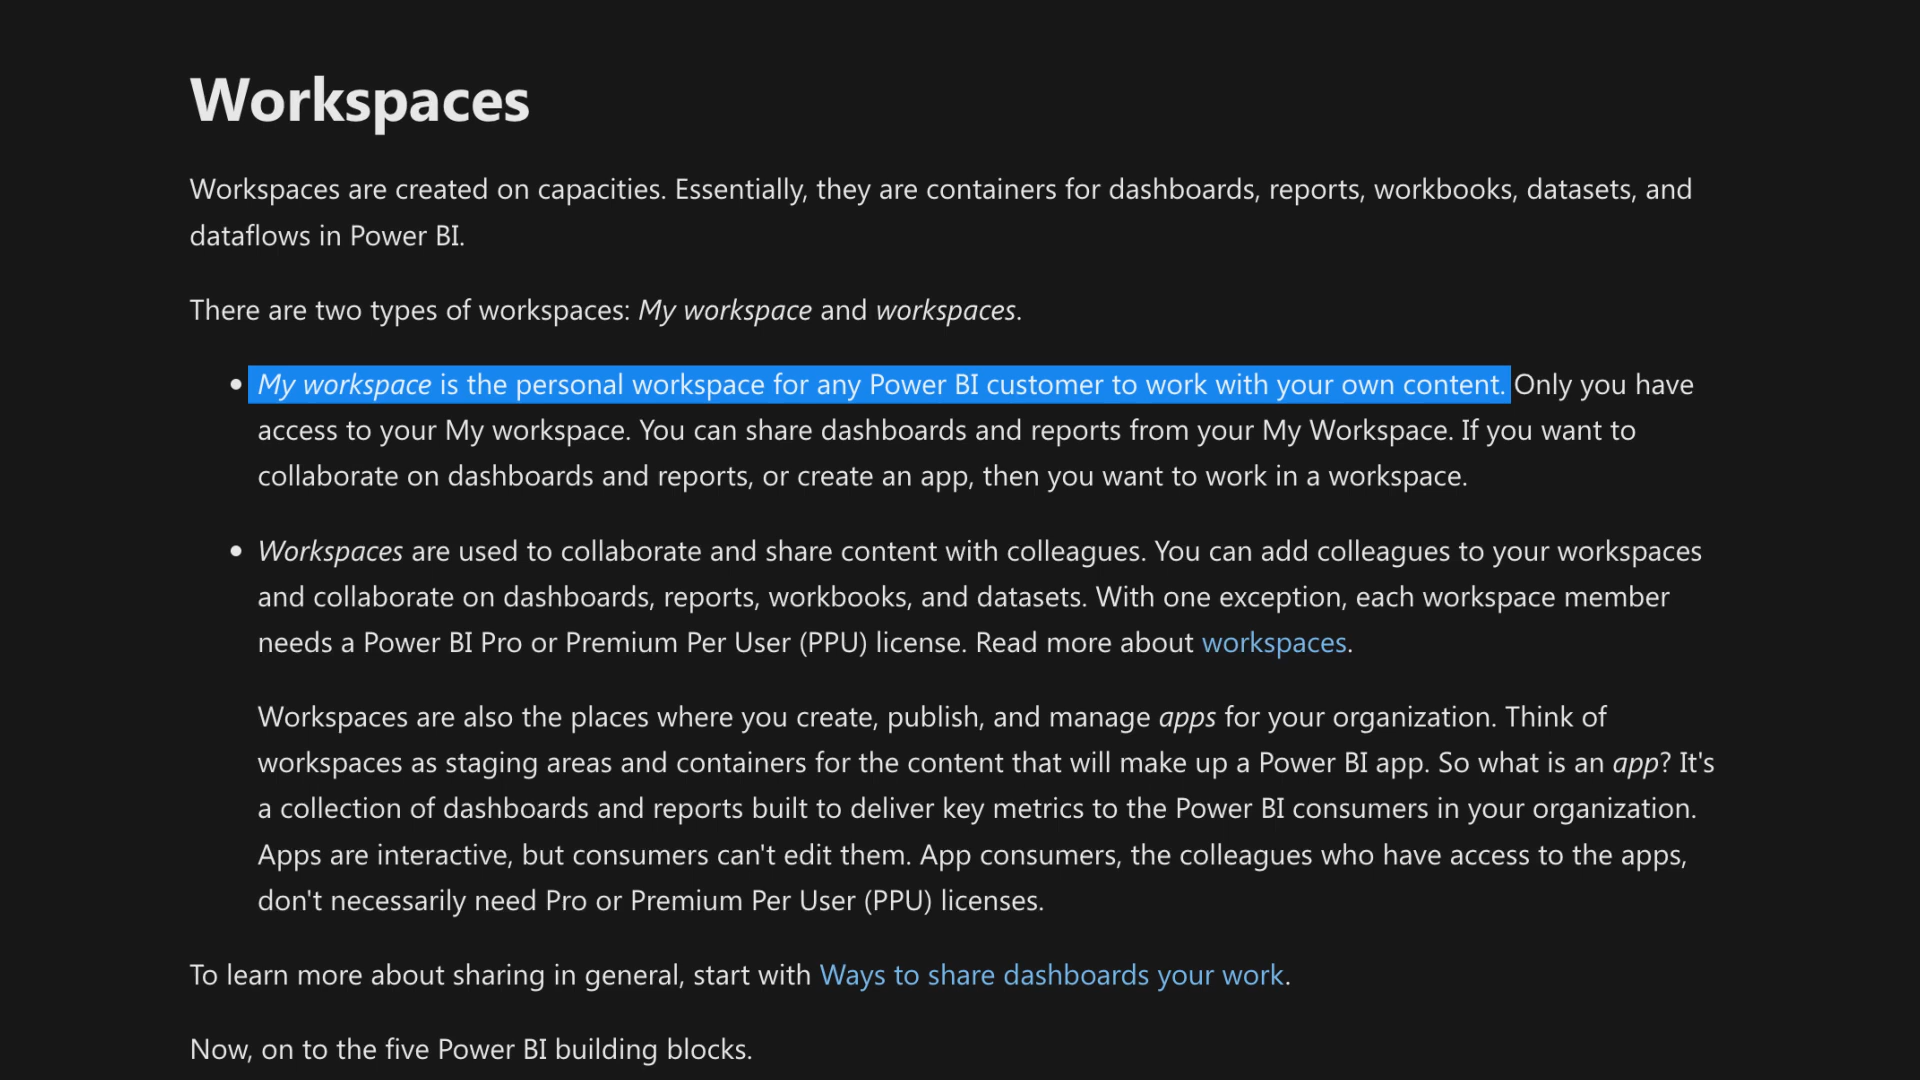 Workspaces
Workspaces are created on capacities. Essentially, they are containers for dashboards, reports, workbooks, datasets, and
dataflows in Power BI.
There are two types of workspaces: My workspace and workspaces.
• My workspace is the personal workspace for any Power BI customer to work with your own content. Only you have
access to your My workspace. You can share dashboards and reports from your My Workspace. If you want to
collaborate on dashboards and reports, or create an app, then you want to work in a workspace.
• Workspaces are used to collaborate and share content with colleagues. You can add colleagues to your workspaces
and collaborate on dashboards, reports, workbooks, and datasets. With one exception, each workspace member
needs a Power BI Pro or Premium Per User (PPU) license. Read more about workspaces.
Workspaces are also the places where you create, publish, and manage apps for your organization. Think of
workspaces as staging areas and containers for the content that will make up a Power BI app. So what is an app? It's
a collection of dashboards and reports built to deliver key metrics to the Power BI consumers in your organization.
Apps are interactive, but consumers can't edit them. App consumers, the colleagues who have access to the apps,
don't necessarily need Pro or Premium Per User (PPU) licenses.
To learn more about sharing in general, start with Ways to share dashboards your work.
Now, on to the five Power BI building blocks.